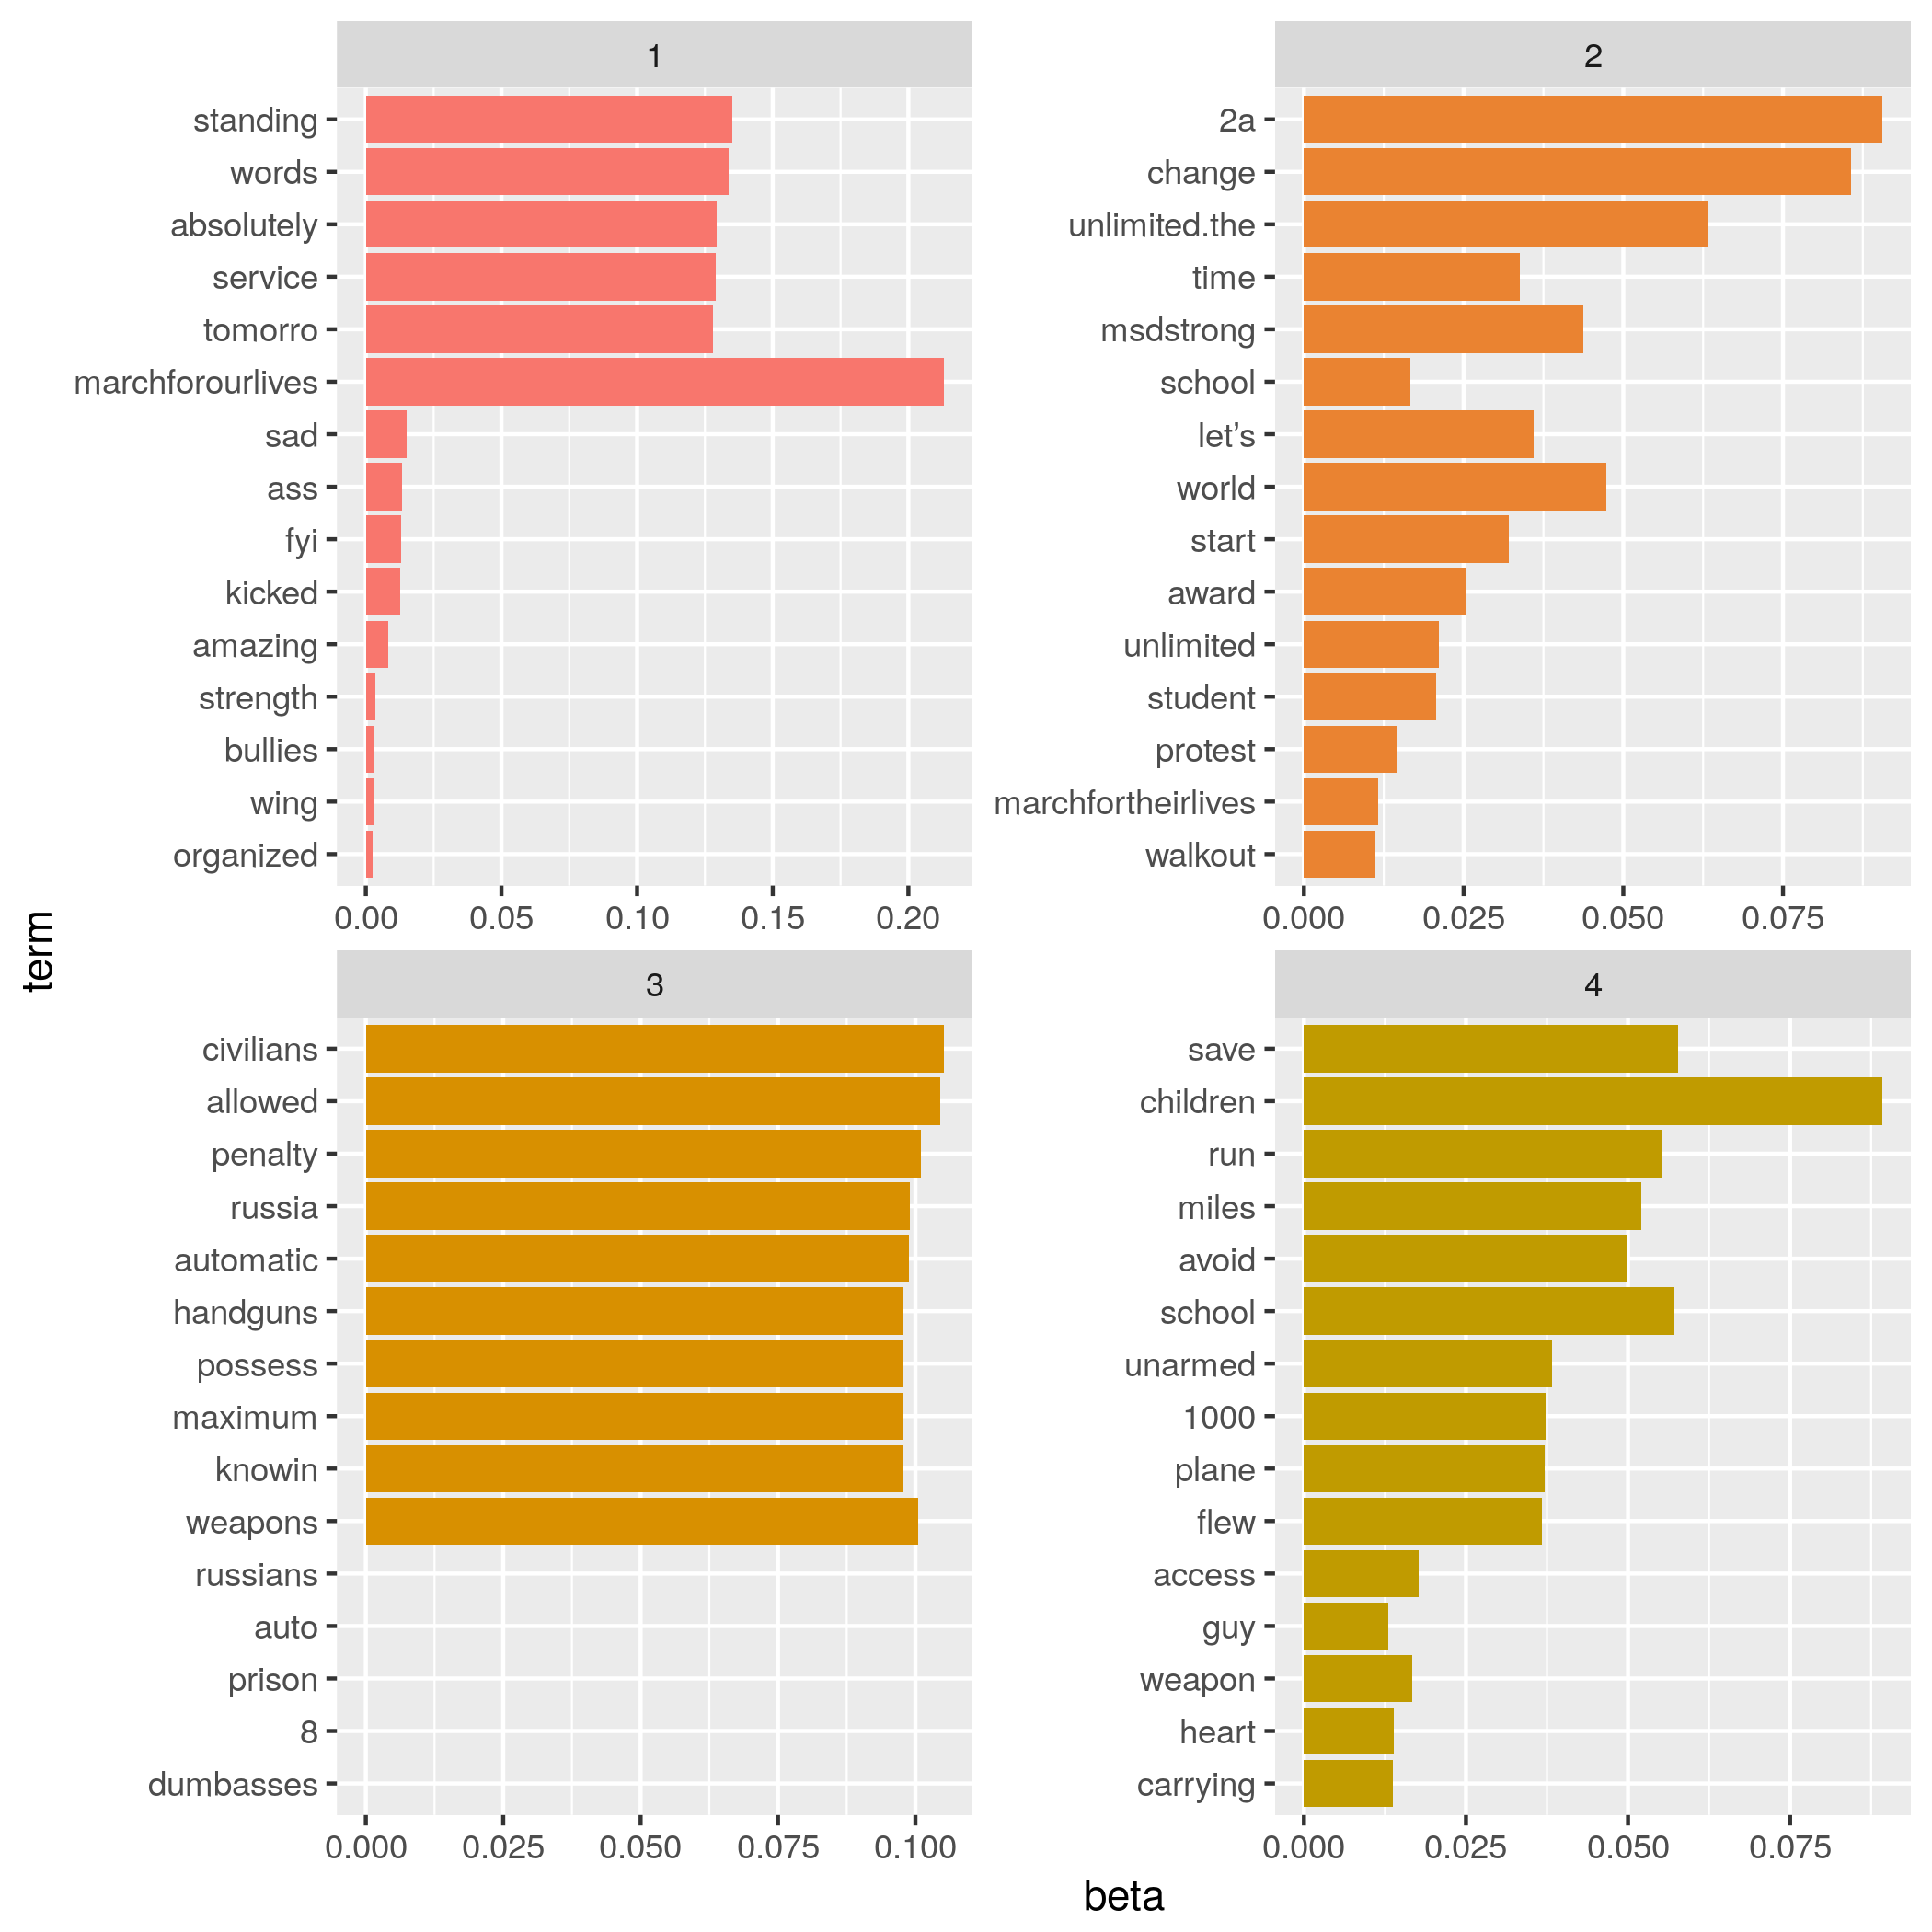 1
standing
words
absolutely
service
tomorro
marchforourlives
sad
ass
fyi
kicked
amazing
strength
bullies
wing
organized
0.00 0.05 0.10 0.15 0.20
2
2a
change
unlimited.the
time
msdstrong
school
let’s
world
start
award
unlimited
student
protest
marchfortheirlives
walkout
0.000 0.025 0.050 0.075
term
3
civilians
allowed
penalty
russia
automatic
handguns
possess
maximum
knowin
weapons
russians
auto
prison
8
dumbasses
0.000 0.025 0.050 0.075 0.100
4
save
children
run
miles
avoid
school
unarmed
1000
plane
flew
access
guy
weapon
heart
carrying
0.000 0.025 0.050 0.075
beta